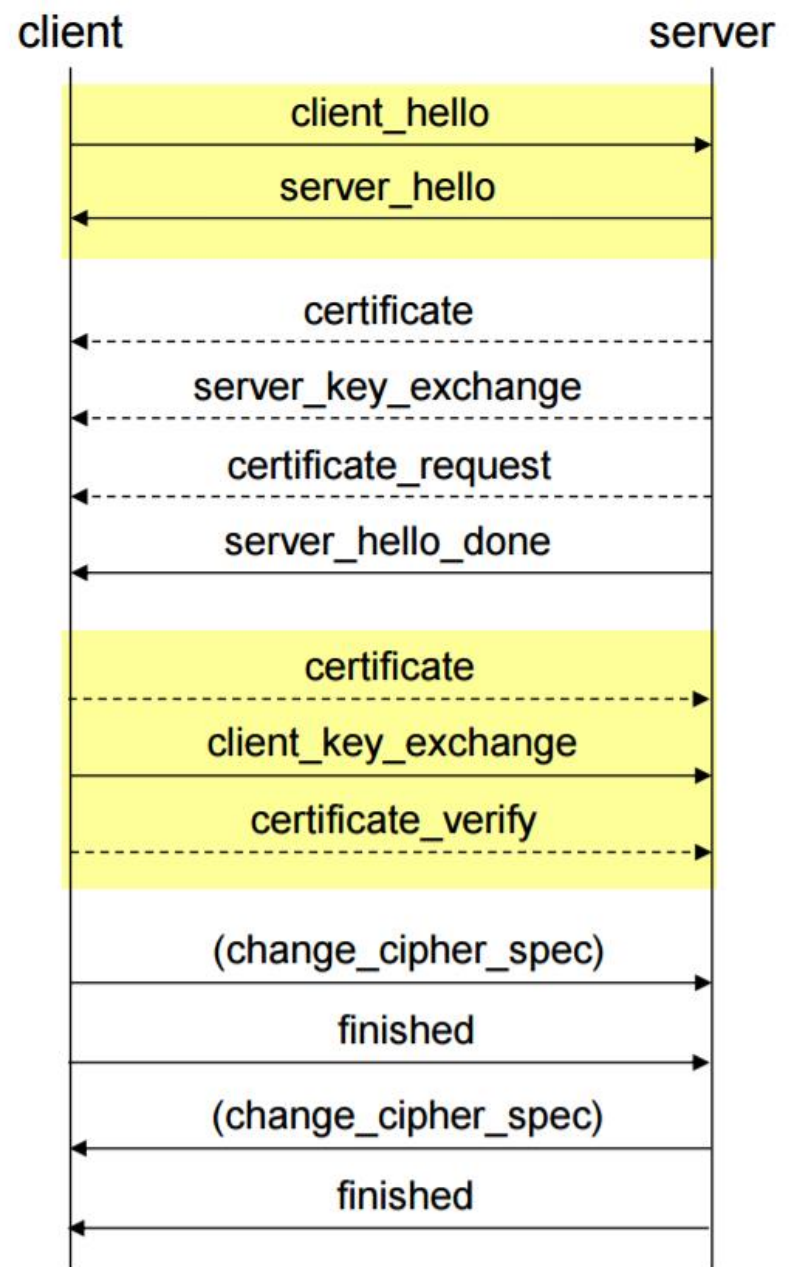 client server
client_hello
server_hello
certificate
server_key_exchange
certificate_request
server_hello_done
certificate
client_key_exchange
certificate_verify
(change_cipher_spec)
finished
(change_cipher_spec)
finished